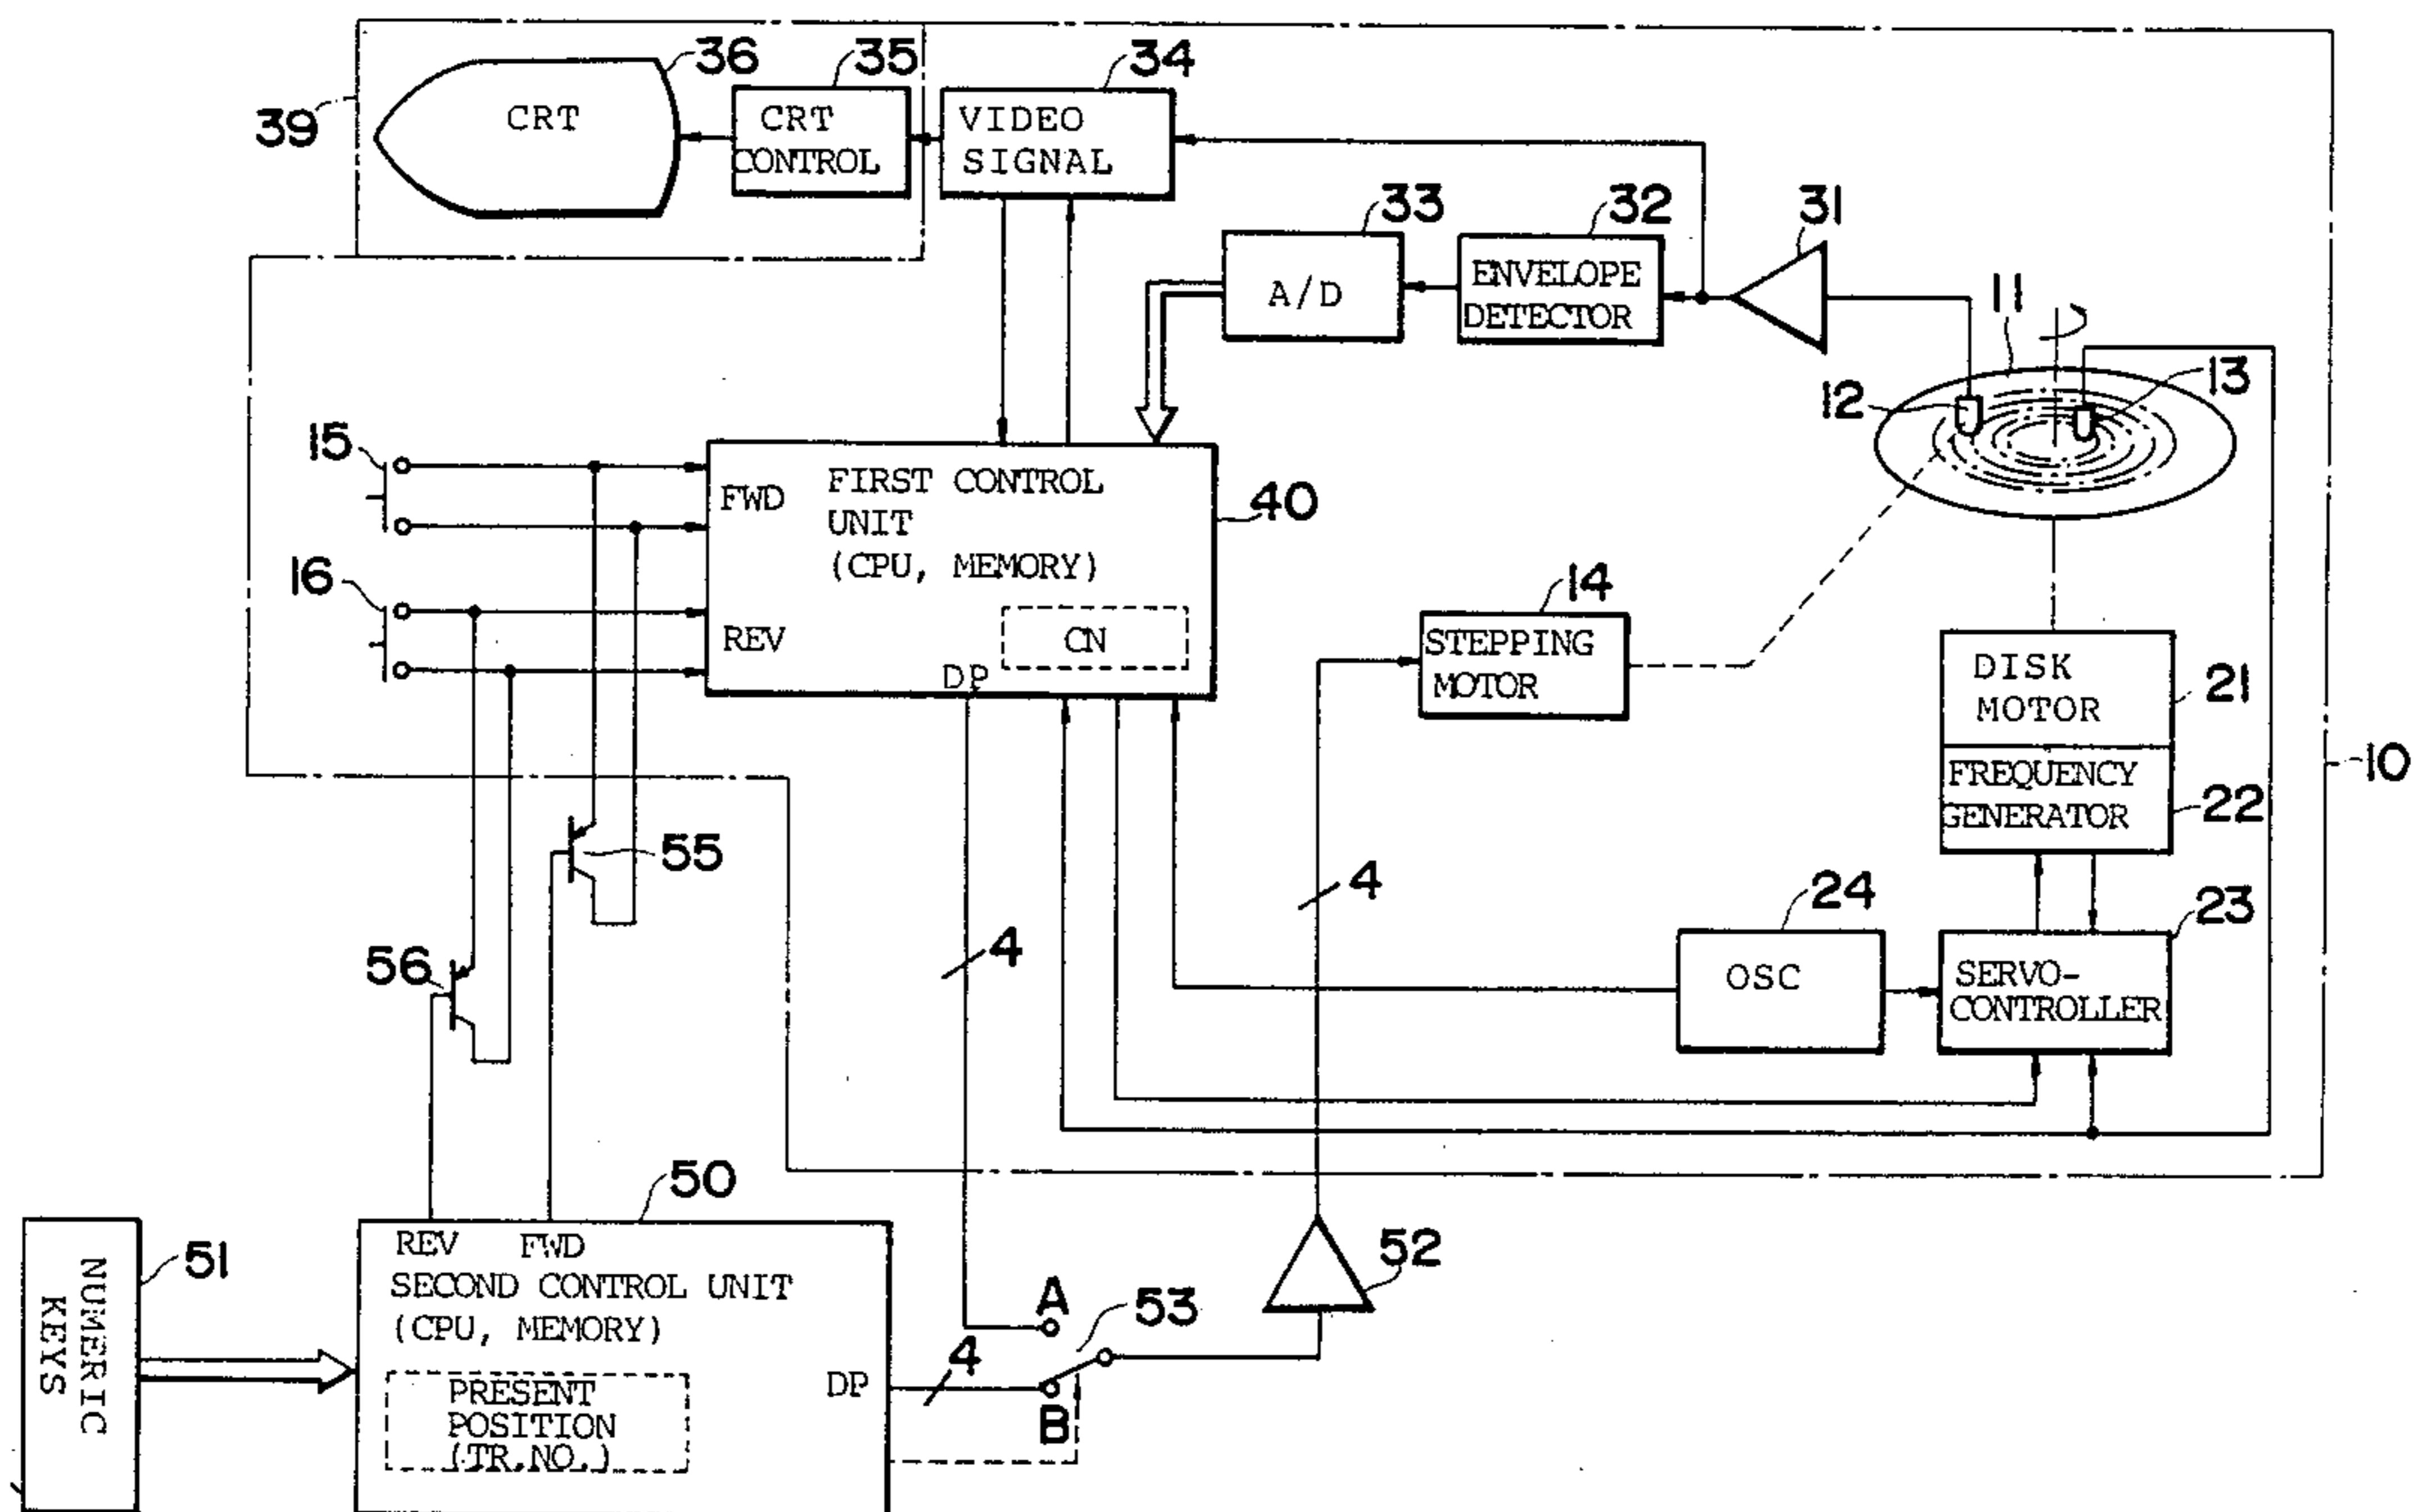 36
35
34
39
CRT
CRT
CONTROL
VIDEO
SIGNAL
33
32
31
A/D
ENVELOPE
DETECTOR
11
12
13
15
FWD
FIRST CONTROL
UNIT
(CPU, MEMORY)
40
16
REV
CN
DP
14
STEPPING
MOTOR
DISK
MOTOR
21
10
FREQUENCY
GENERATOR
22
55
4
24
23
56
4
OSC
SERVO-
CONTROLLER
50
51
NUMERIC
KEYS
REV FWD
SECOND CONTROL UNIT
(CPU, MEMORY)
PRESENT
POSITION
(TR.NO.)
DP
4
A
53
B
52